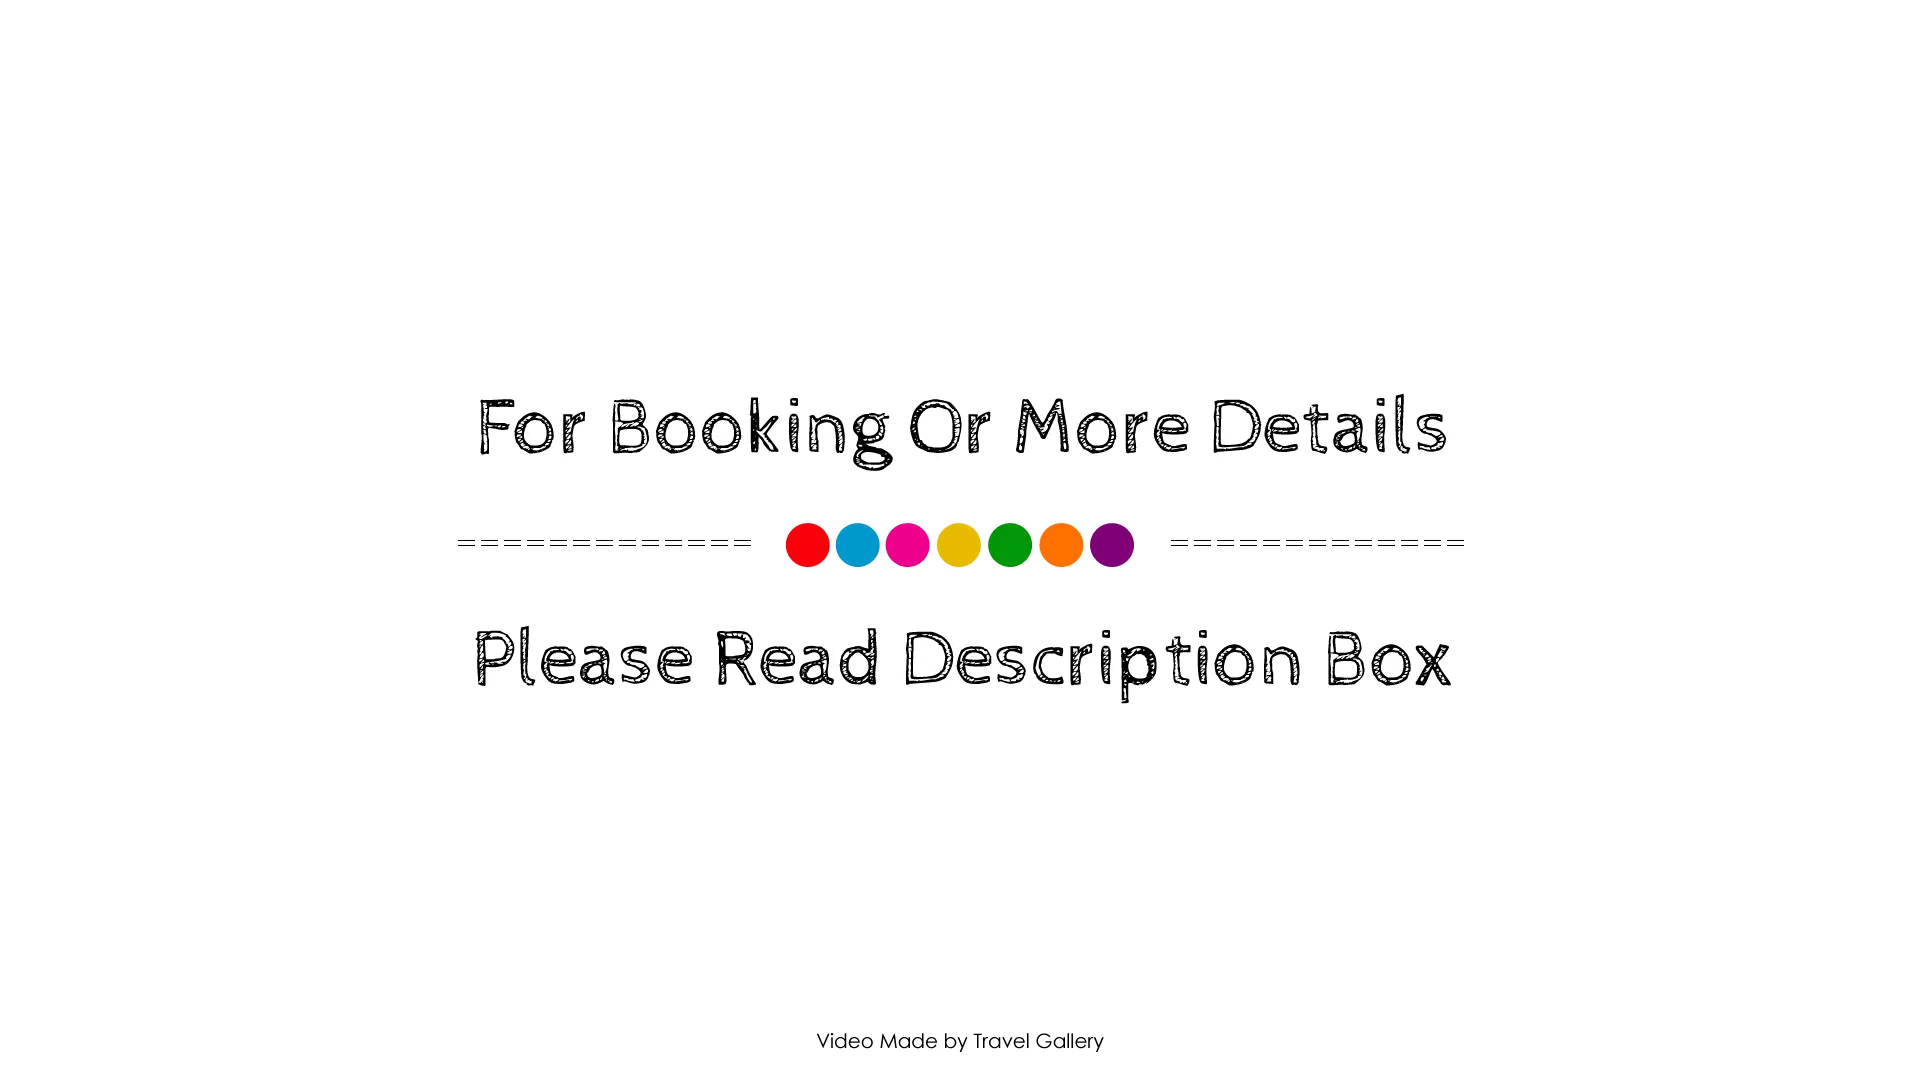 For Booking Or More Details
============= =============
Please Read Description Box
Video Made by Travel Gallery